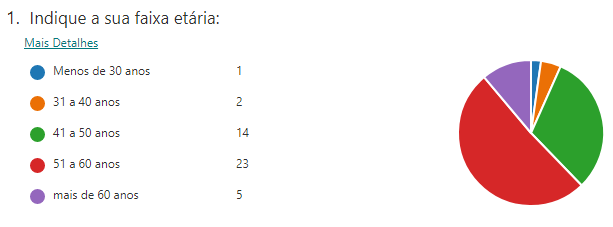 1. Indique a sua faixa etária:
Mais Detalhes
Menos de 30 anos 1
31 a 40 anos 2
41 a 50 anos 14
51 a 60 anos 23
mais de 60 anos 5